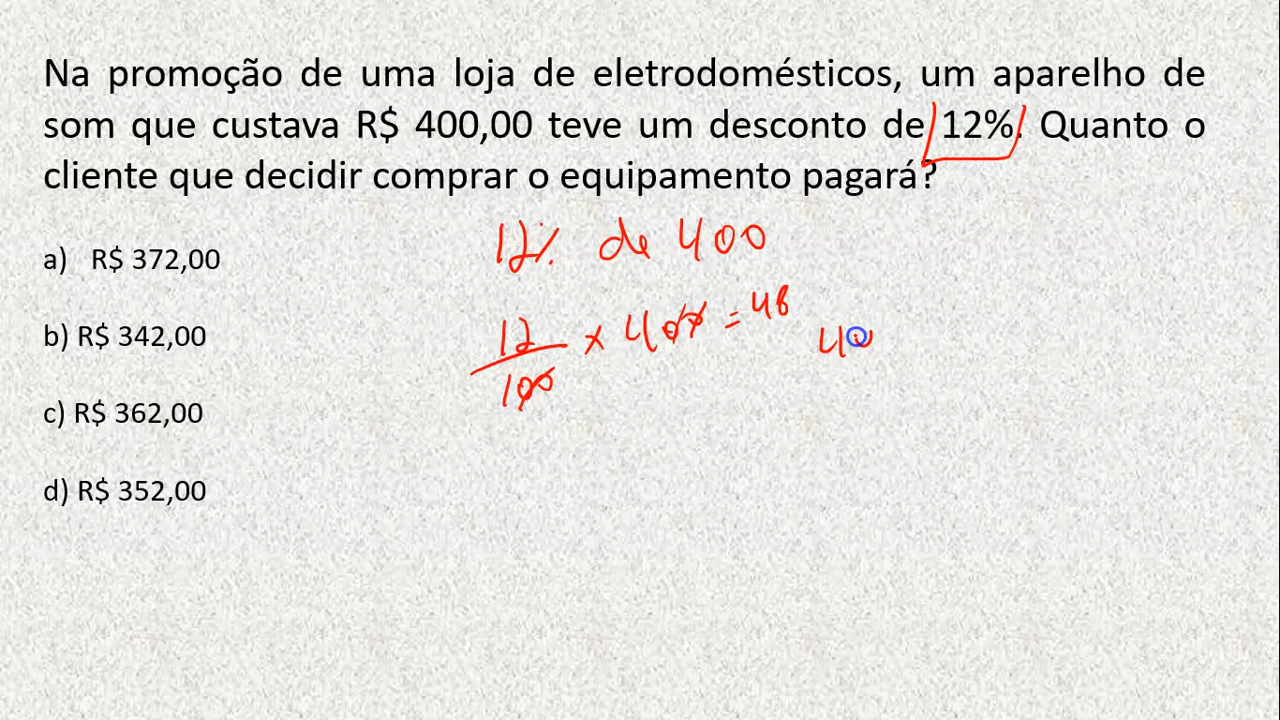 Na promoção de uma loja de eletrodomésticos, um aparelho de
som que custava R$ 400,00 teve um desconto de 12%. Quanto o
cliente que decidir comprar o equipamento pagará?
12% de 400
a) R$ 372,00
12/100 x 400 = 48
b) R$ 342,00
c) R$ 362,00
d) R$ 352,00